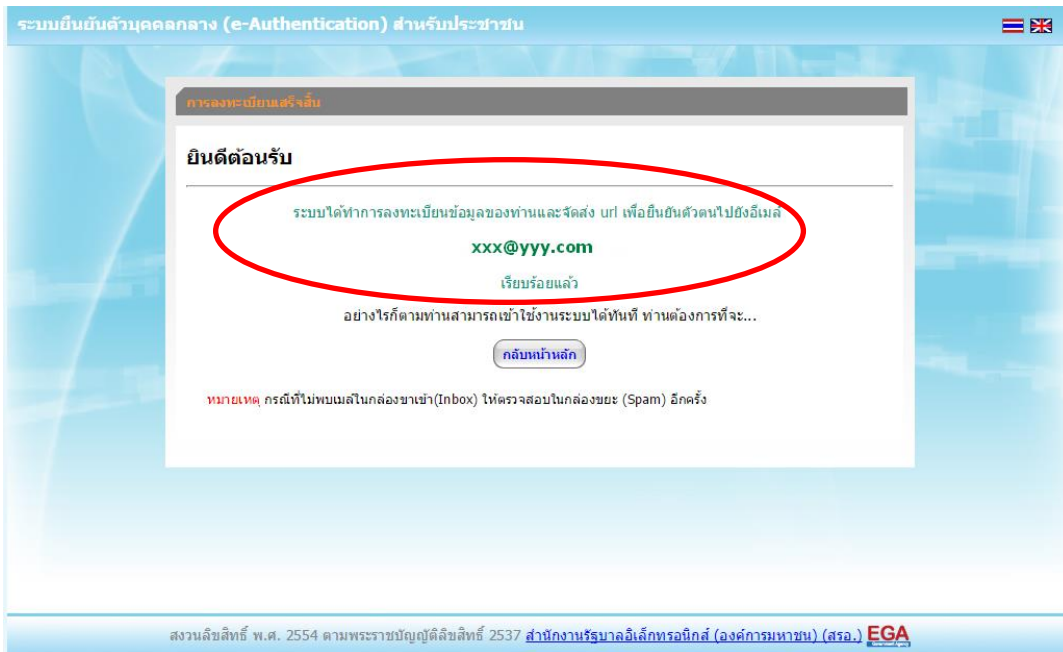 ระบบยืนยันตัวบุคคลกลาง (e-Authentication) สำหรับประชาชน
การลงทะเบียนเสร็จสิ้น
ยินดีต้อนรับ
ระบบได้ทำการลงทะเบียนข้อมูลของท่านและจัดส่ง url เพื่อยืนยันตัวตนไปยังอีเมล์
xxx@yyy.com
เรียบร้อยแล้ว
อย่างไรก็ตามท่านสามารถเข้าใช้งานระบบได้ทันที ท่านต้องการที่จะ...
กลับหน้าหลัก
หมายเหตุ กรณีที่ไม่พบเมล์ในกล่องขาเข้า(Inbox) ให้ตรวจสอบในกล่องขยะ (Spam) อีกครั้ง
สงวนลิขสิทธิ์ พ.ศ. 2554 ตามพระราชบัญญัติลิขสิทธิ์ 2537 สำนักงานรัฐบาลอิเล็กทรอนิกส์ (องค์การมหาชน) (สรอ.) EGA